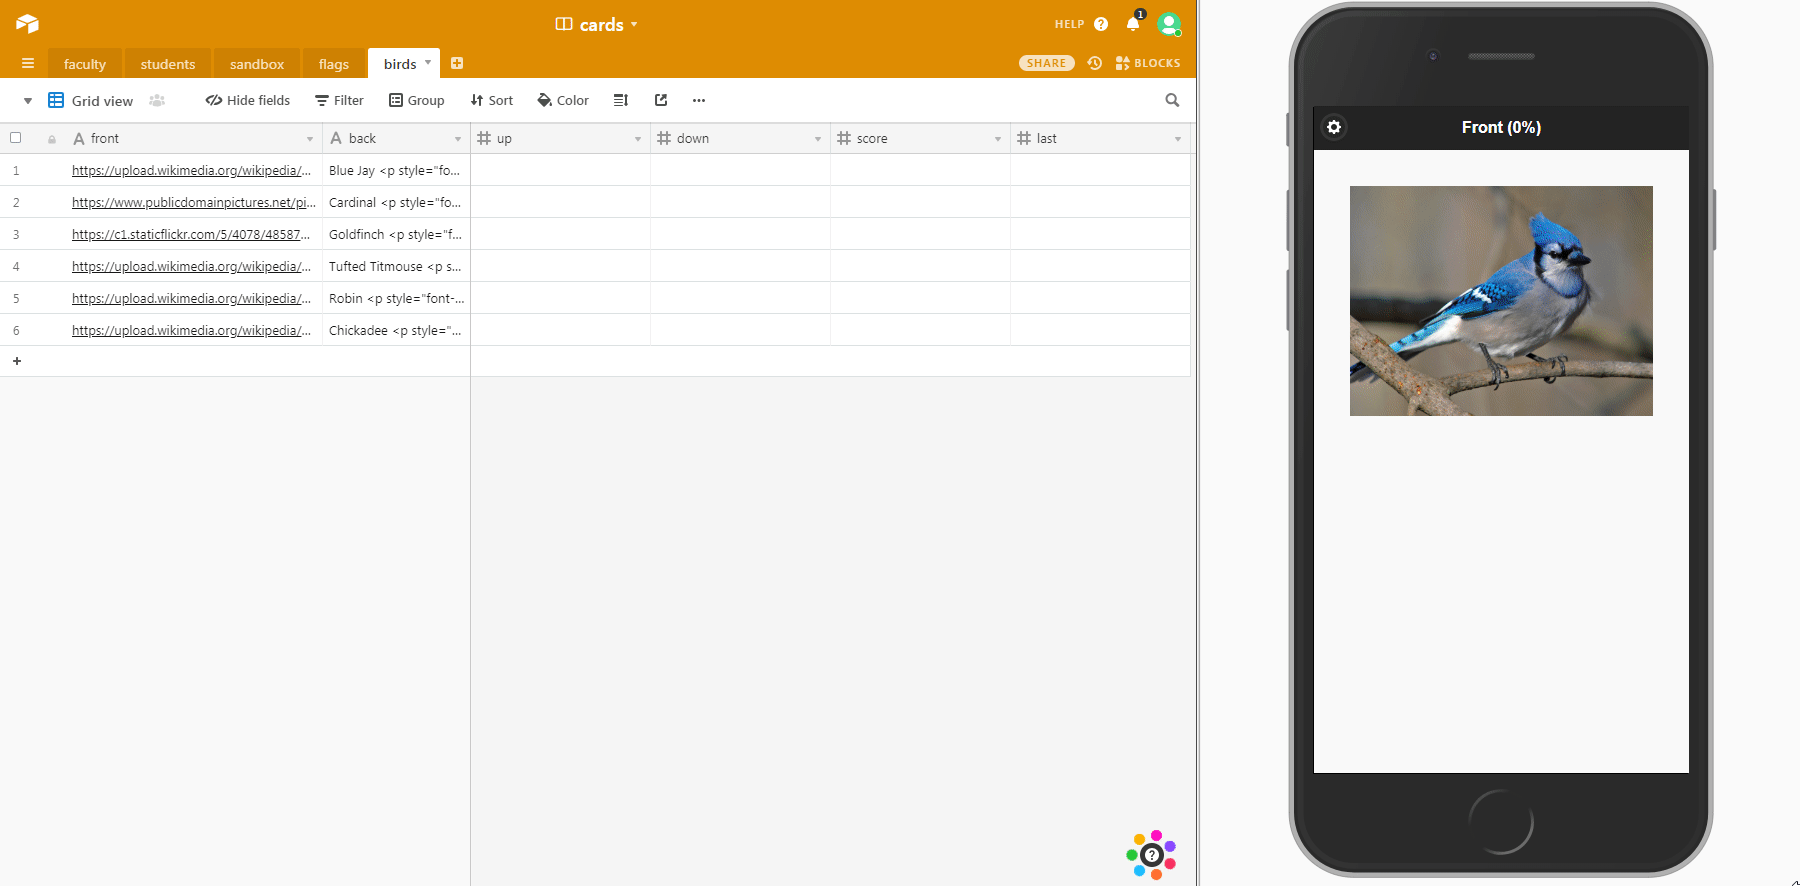 cards
HELP ?
1
faculty students sandbox flags birds
SHARE BLOCKS
Grid view Hide fields Filter Group Sort Color
A front A back # up # down # score # last
1 https://upload.wikimedia.org/wikipedia/... Blue Jay <p style="fo...
2 https://www.publicdomainpictures.net/pi... Cardinal <p style="fo...
3 https://c1.staticflickr.com/5/4078/48587... Goldfinch <p style="f...
4 https://upload.wikimedia.org/wikipedia/... Tufted Titmouse <p s...
5 https://upload.wikimedia.org/wikipedia/... Robin <p style="font-...
6 https://upload.wikimedia.org/wikipedia/... Chickadee <p style="...
+
?
Front (0%)